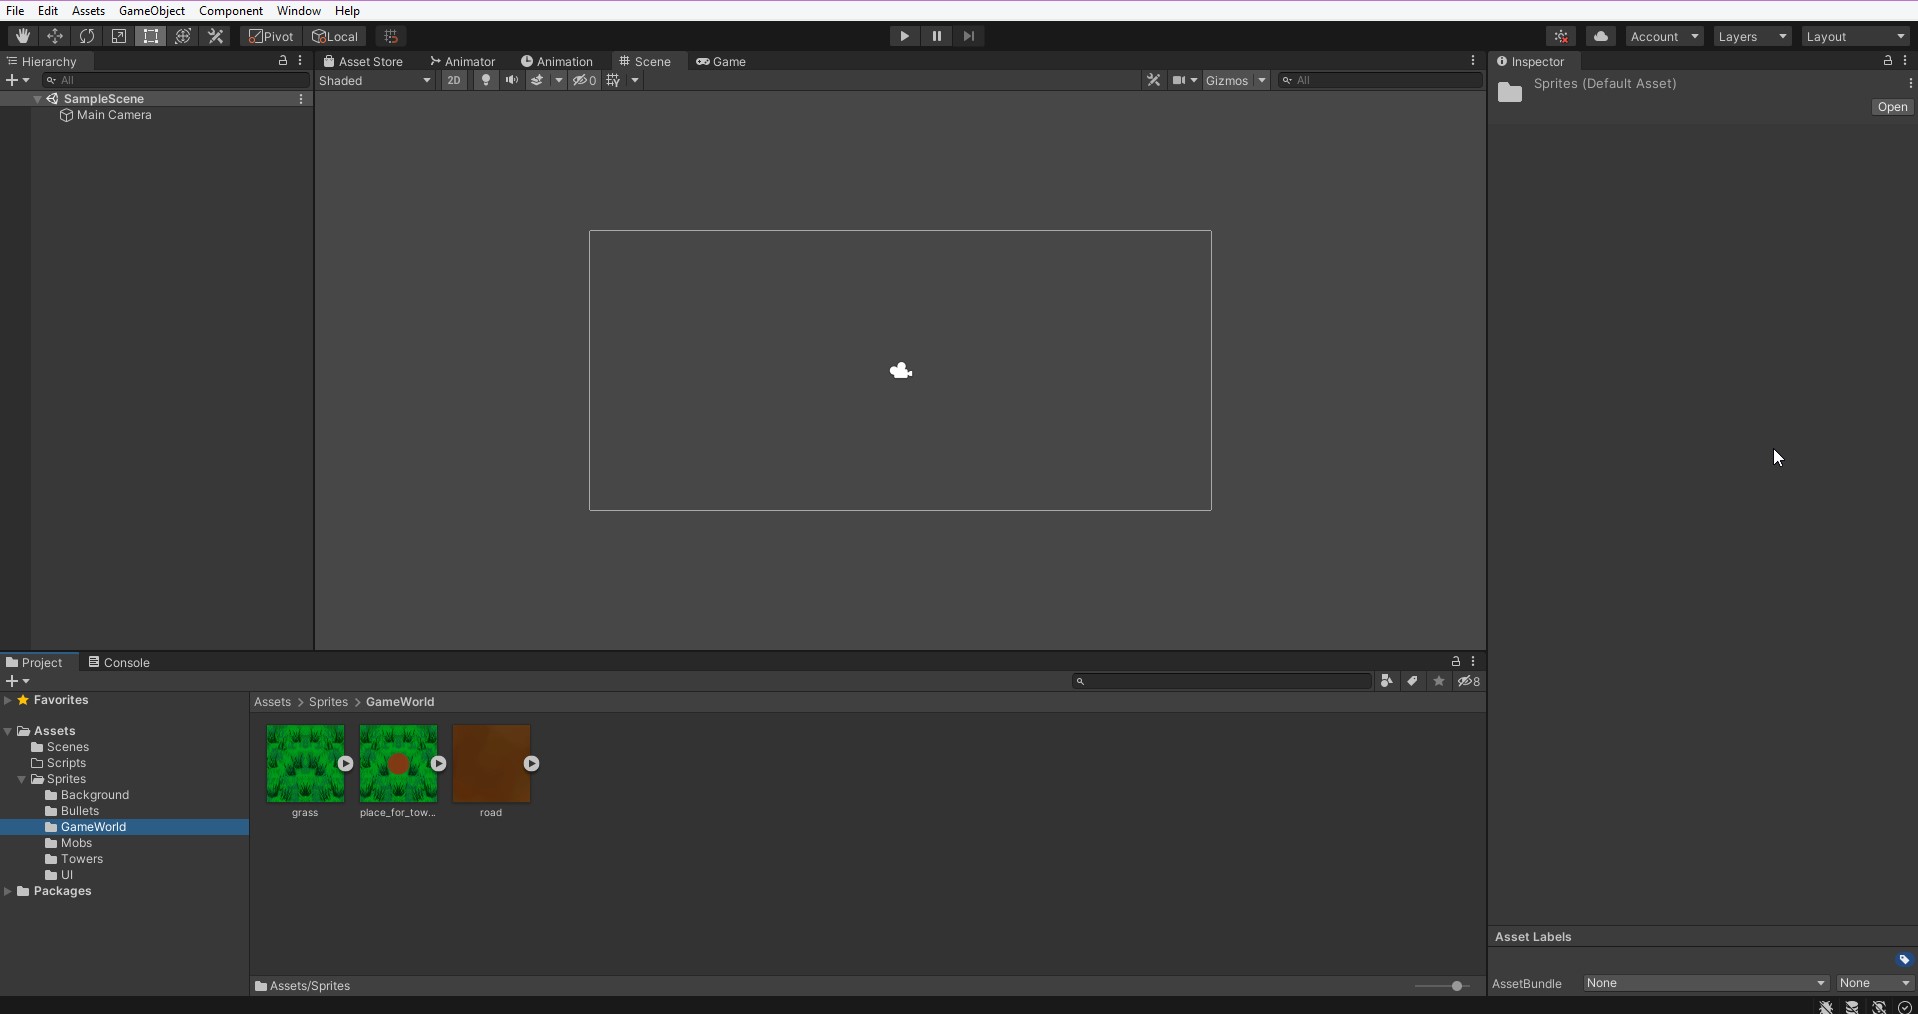 File Edit Assets GameObject Component Window Help
Pivot Local Account Layers Layout
Hierarchy
All
SampleScene
Main Camera
Asset Store Animator Animation Scene Game
Shaded 2D 0 Gizmos All
Inspector
Sprites (Default Asset)
Open
Project Console
8
Favorites
Assets
Scenes
Scripts
Sprites
Background
Bullets
GameWorld
Mobs
Towers
UI
Packages
Assets > Sprites > GameWorld
grass place_for_tow... road
Assets/Sprites
Asset Labels
AssetBundle None None